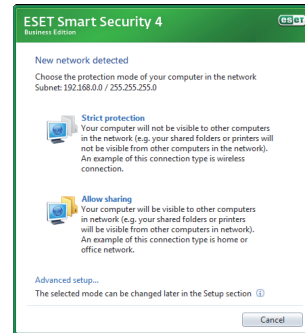 ESET Smart Security 4
Business Edition
eset
New network detected
Choose the protection mode of your computer in the network
Subnet: 192.168.0.0 / 255.255.255.0
Strict protection
Your computer will not be visible to other computers
in the network (e.g. your shared folders or printers will
not be visible from other computers in the network).
An example of this connection type is wireless
connection.
Allow sharing
Your computer will be visible to other computers
in the network (e.g. your shared folders or printers
will be visible from other computers in network).
An example of this connection type is home or
office network.
Advanced setup...
The selected mode can be changed later in the Setup section
Cancel